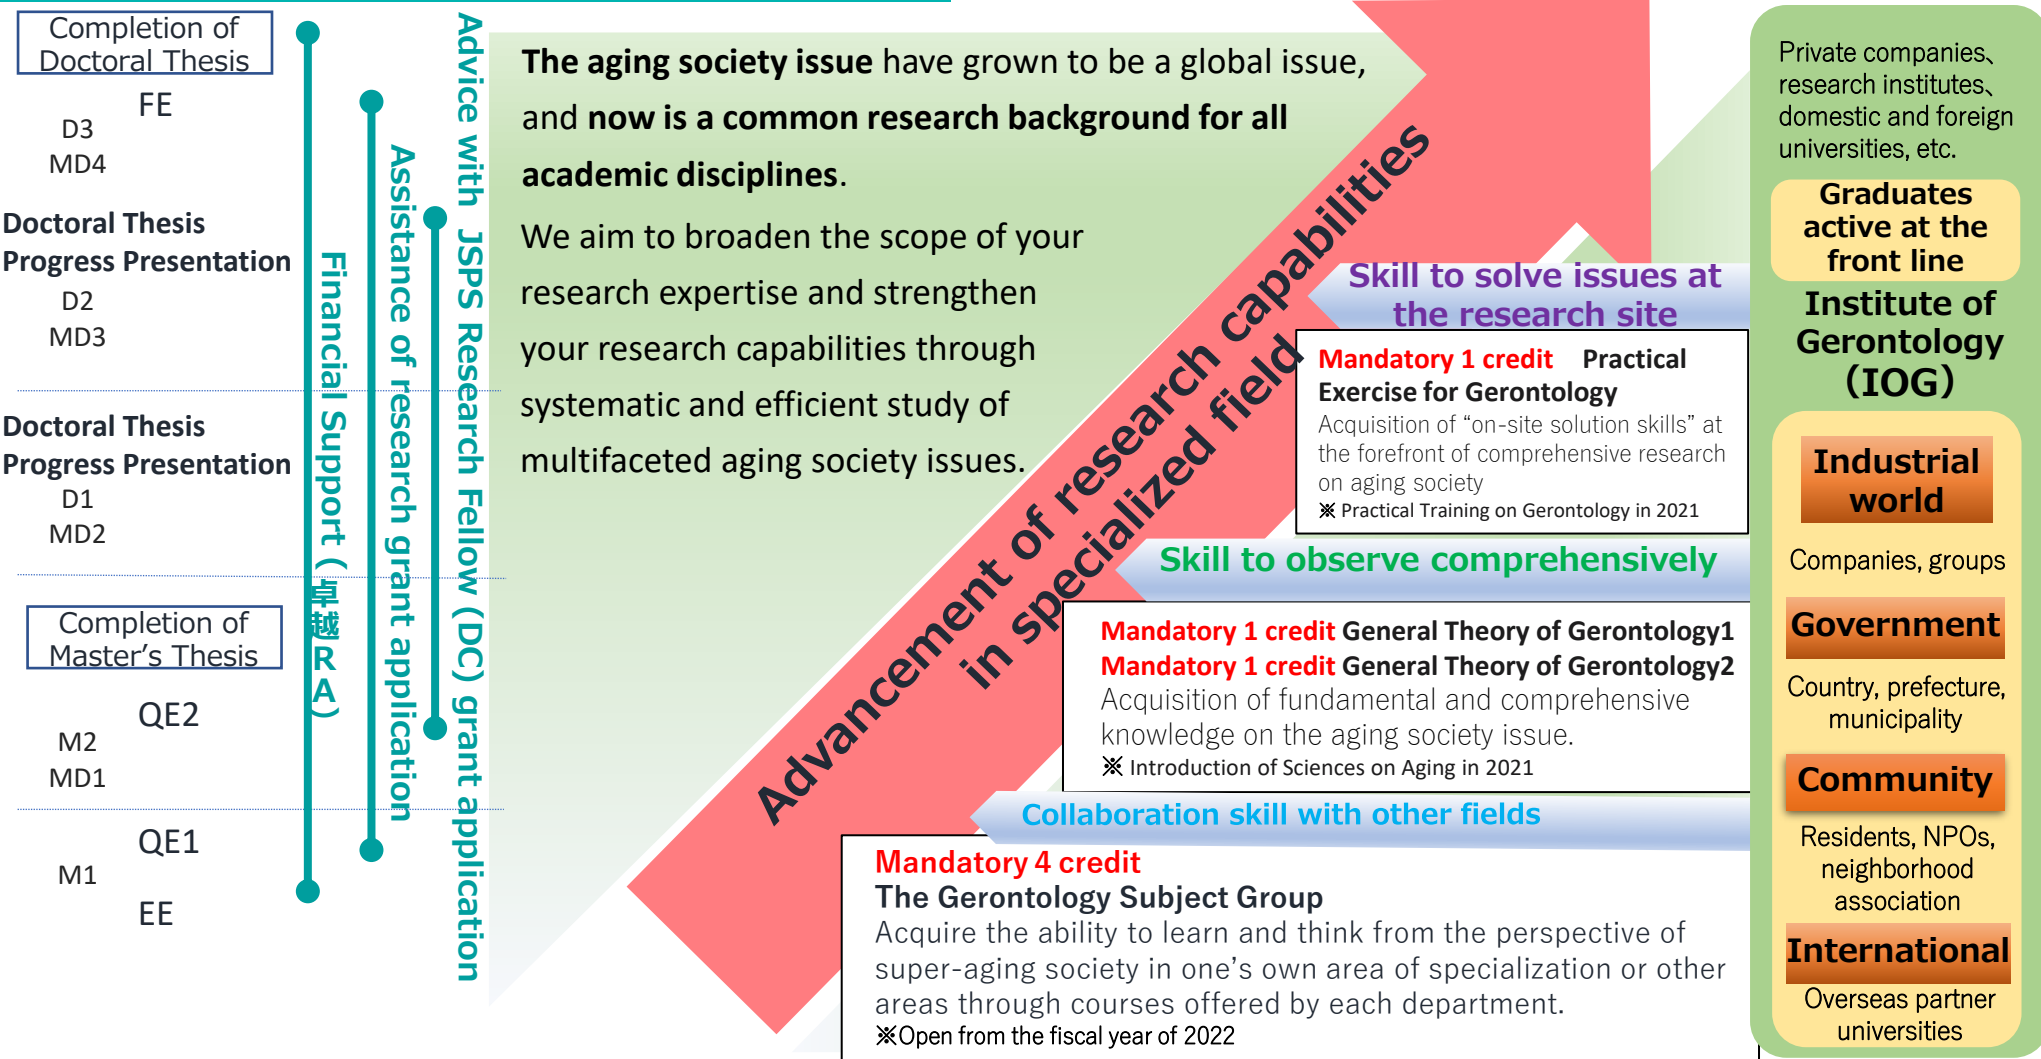 Completion of
Doctoral Thesis
FE
D3
MD4
Doctoral Thesis
Progress Presentation
D2
MD3
Doctoral Thesis
Progress Presentation
D1
MD2
Completion of
Master's Thesis
QE2
M2
MD1
QE1
M1
EE
Financial Support (卓越RA)
Assistance of research grant application
Advice with JSPS Research Fellow (DC) grant application
The aging society issue have grown to be a global issue,
and now is a common research background for all
academic disciplines.
We aim to broaden the scope of your
research expertise and strengthen
your research capabilities through
systematic and efficient study of
multifaceted aging society issues.
Advancement of research capabilities
in specialized field
Skill to solve issues at
the research site
Mandatory 1 credit Practical
Exercise for Gerontology
Acquisition of “on-site solution skills” at
the forefront of comprehensive research
on aging society
※ Practical Training on Gerontology in 2021
Skill to observe comprehensively
Mandatory 1 credit General Theory of Gerontology1
Mandatory 1 credit General Theory of Gerontology2
Acquisition of fundamental and comprehensive
knowledge on the aging society issue.
※ Introduction of Sciences on Aging in 2021
Collaboration skill with other fields
Mandatory 4 credit
The Gerontology Subject Group
Acquire the ability to learn and think from the perspective of
super-aging society in one's own area of specialization or other
areas through courses offered by each department.
※Open from the fiscal year of 2022
Private companies、
research institutes、
domestic and foreign
universities, etc.
Graduates
active at the
front line
Institute of
Gerontology
（IOG）
Industrial
world
Companies, groups
Government
Country, prefecture,
municipality
Community
Residents, NPOs,
neighborhood
association
International
Overseas partner
universities